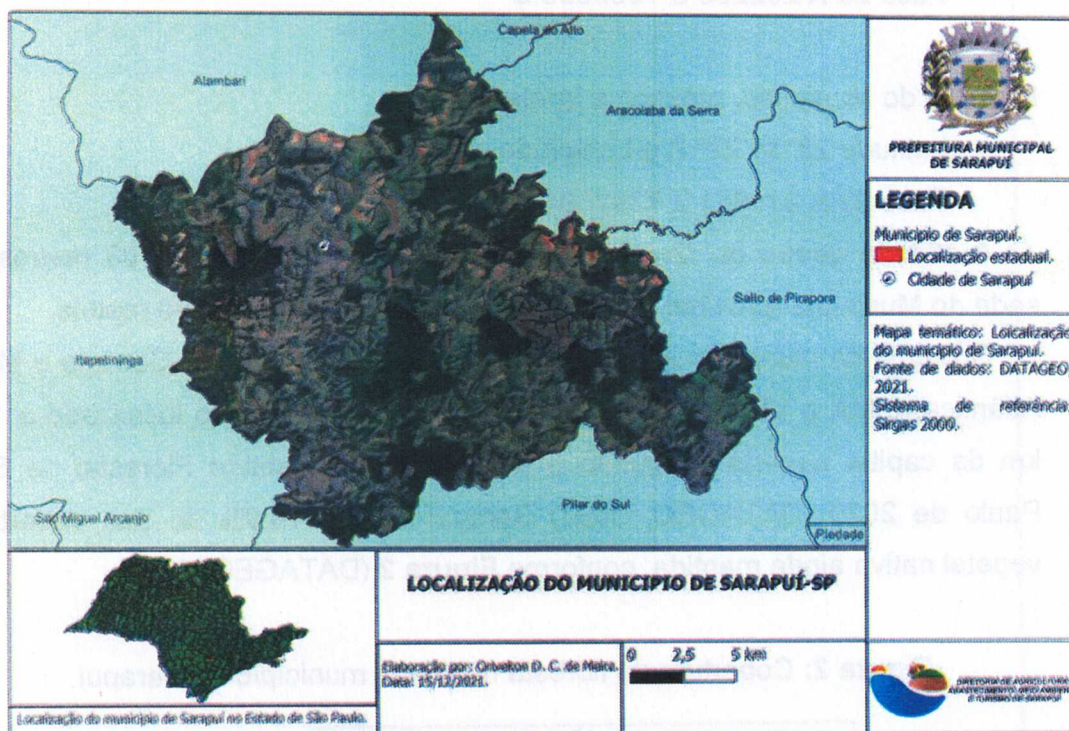 Capela do Alto
Alambari
Aracoiaba da Serra
Salto de Pirapora
Itapetininga
São Miguel Arcanjo
Pilar do Sul
Piedade
PREFEITURA MUNICIPAL
DE SARAPUÍ
LEGENDA
Município de Sarapuí.
Localização estadual.
Cidade de Sarapuí
Mapa temático: Loicalização
do município de Sarapuí.
Fonte de dados: DATAGEO,
2021.
Sistema de referência:
Sirgas 2000.
Localização do município de Sarapuí no Estado de São Paulo.
LOCALIZAÇÃO DO MUNICIPIO DE SARAPUÍ-SP
Elaboração por: D. C. de Meira.
Data: 15/12/2021.
0 2,5 5 km